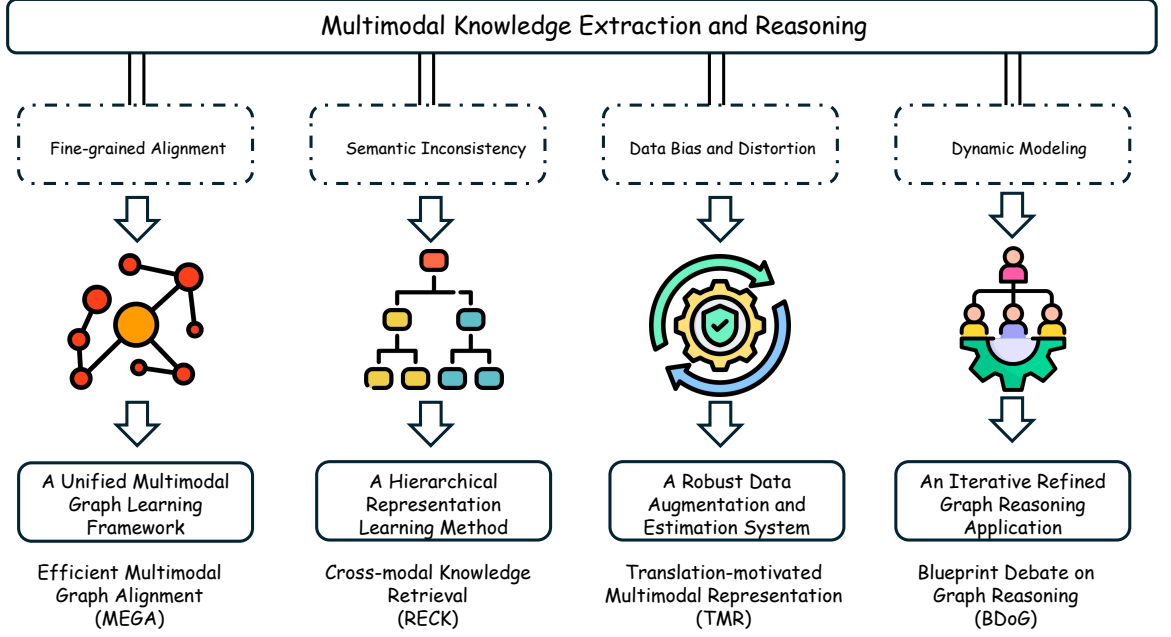 Multimodal Knowledge Extraction and Reasoning
Fine-grained Alignment
Semantic Inconsistency
Data Bias and Distortion
Dynamic Modeling
A Unified Multimodal
Graph Learning
Framework
A Hierarchical
Representation
Learning Method
A Robust Data
Augmentation and
Estimation System
An Iterative Refined
Graph Reasoning
Application
Efficient Multimodal
Graph Alignment
(MEGA)
Cross-modal Knowledge
Retrieval
(RECK)
Translation-motivated
Multimodal Representation
(TMR)
Blueprint Debate on
Graph Reasoning
(BDoG)